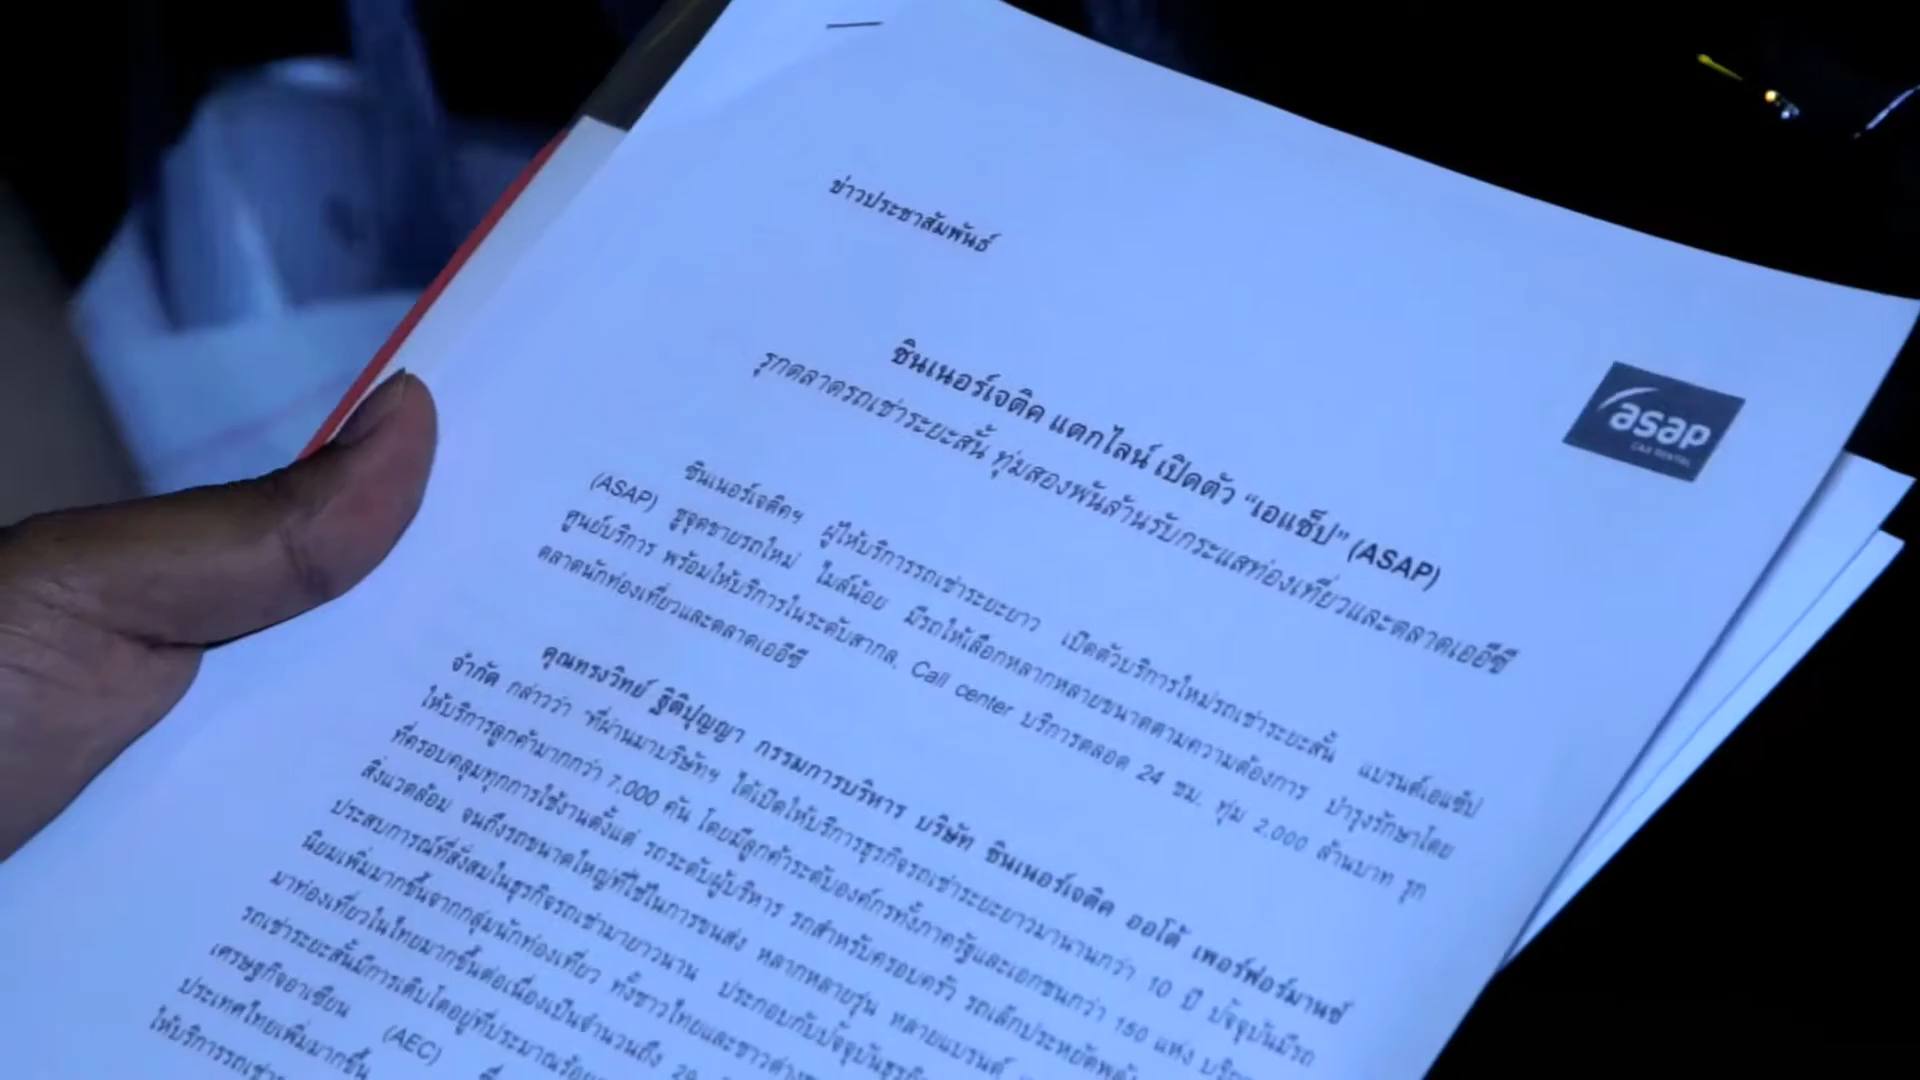 ข่าวประชาสัมพันธ์
ซินเนอร์เจติค แตกไลน์ เปิดตัว “เอแซ็ป” (ASAP)
รุกตลาดรถเช่าระยะสั้น ทุ่มสองพันล้านรับกระแสท่องเที่ยวและตลาดเออีซี
asap
CAR RENTAL
ซินเนอร์เจติคฯ ผู้ให้บริการรถเช่าระยะยาว เปิดตัวบริการใหม่รถเช่าระยะสั้น แบรนด์เอแซ็ป
(ASAP) ชูจุดขายรถใหม่ ไมล์น้อย มีรถให้เลือกหลากหลายขนาดตามความต้องการ บำรุงรักษาโดย
ศูนย์บริการ พร้อมให้บริการในระดับสากล, Call center บริการตลอด 24 ชม. ทุ่ม 2,000 ล้านบาท รุก
ตลาดนักท่องเที่ยวและตลาดเออีซี
คุณทรงวิทย์ ฐิติปุญญา กรรมการบริหาร บริษัท ซินเนอร์เจติค ออโต้ เพอร์ฟอร์มานซ์
จำกัด กล่าวว่า “ที่ผ่านมาบริษัทฯ ได้เปิดให้บริการธุรกิจรถเช่าระยะยาวมานานกว่า 10 ปี ปัจจุบันมีรถ
ให้บริการลูกค้ามากกว่า 7,000 คัน โดยมีลูกค้าระดับองค์กรทั้งภาครัฐและเอกชนกว่า 150 แห่ง
ที่ครอบคลุมทุกการใช้งานตั้งแต่ รถระดับผู้บริหาร รถสำหรับครอบครัว รถเล็กประหยัด
สิ่งแวดล้อม จนถึงรถขนาดใหญ่ที่ใช้ในการขนส่ง หลากหลายรุ่น หลายแบรนด์
ประสบการณ์ที่สั่งสมในธุรกิจรถเช่ามายาวนาน ประกอบกับปัจจุบัน
นิยมเพิ่มมากขึ้นจากกลุ่มนักท่องเที่ยว ทั้งชาวไทยและชาว
มาท่องเที่ยวในไทยมากขึ้นต่อเนื่องเป็นจำนวนถึง
รถเช่าระยะสั้นมีการเติบโตอยู่ที่ประมาณ
เศรษฐกิจอาเซียน (AEC)
ประเทศไทยเพิ่มมากขึ้น
ให้บริการรถเช่า